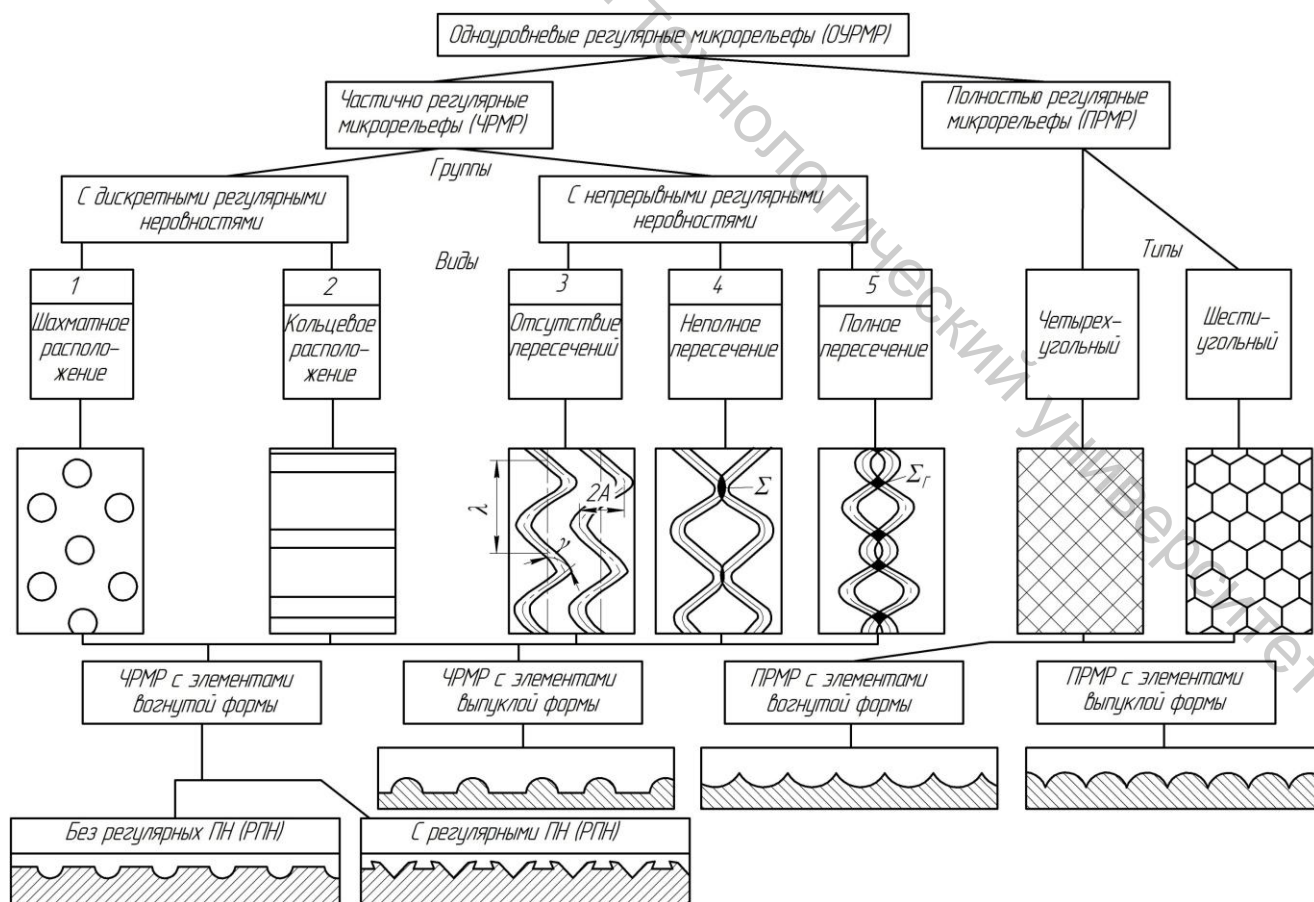 Одноуровневые регулярные микрорельефы (ОУРМР)
Частично регулярные
микрорельефы (ЧРМР)
Полностью регулярные
микрорельефы (ПРМР)
Группы
С дискретными регулярными
неровностями
С непрерывными регулярными
неровностями
Виды
Типы
1
Шахматное
располо-
жение
2
Кольцевое
располо-
жение
3
Отсутствие
пересечений
4
Неполное
пересечение
5
Полное
пересечение
Четырех-
угольный
Шести-
угольный
λ
2А
γ
Σ
Σг
ЧРМР с элементами
вогнутой формы
ЧРМР с элементами
выпуклой формы
ПРМР с элементами
вогнутой формы
ПРМР с элементами
выпуклой формы
Без регулярных ПН (РПН)
С регулярными ПН (РПН)
технологический университет